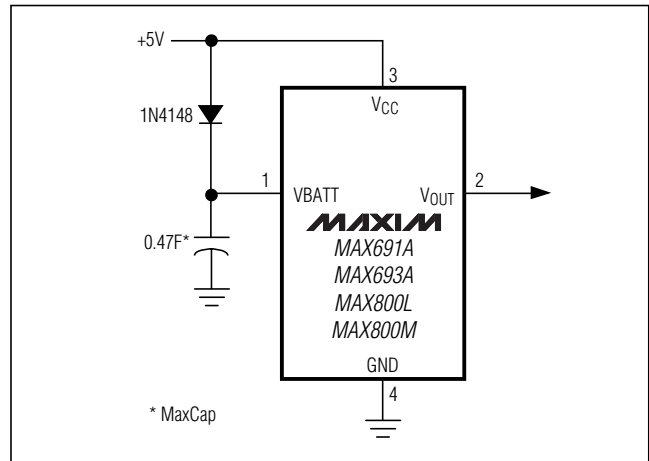 +5V
3
VCC
1N4148
1
VBATT
VOUT
2
MAXIM
MAX691A
MAX693A
MAX800L
MAX800M
0.47F*
GND
4
* MaxCap